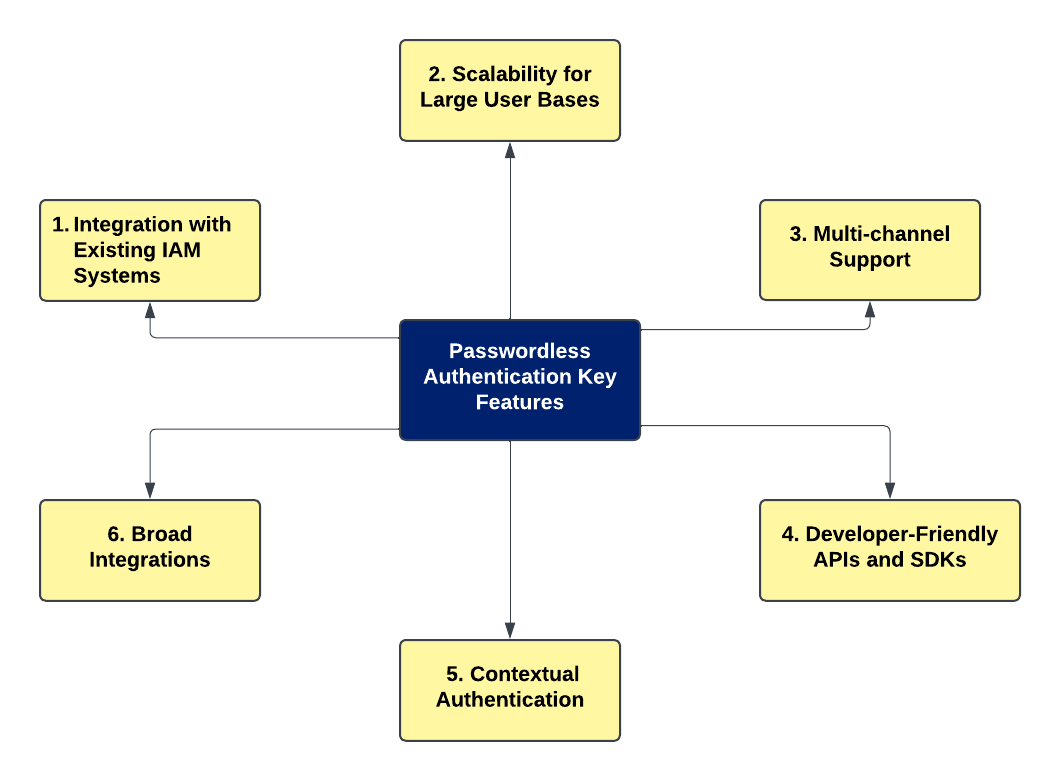 2. Scalability for
Large User Bases
1. Integration with
Existing IAM
Systems
3. Multi-channel
Support
Passwordless
Authentication Key
Features
6. Broad
Integrations
4. Developer-Friendly
APIs and SDKs
5. Contextual
Authentication